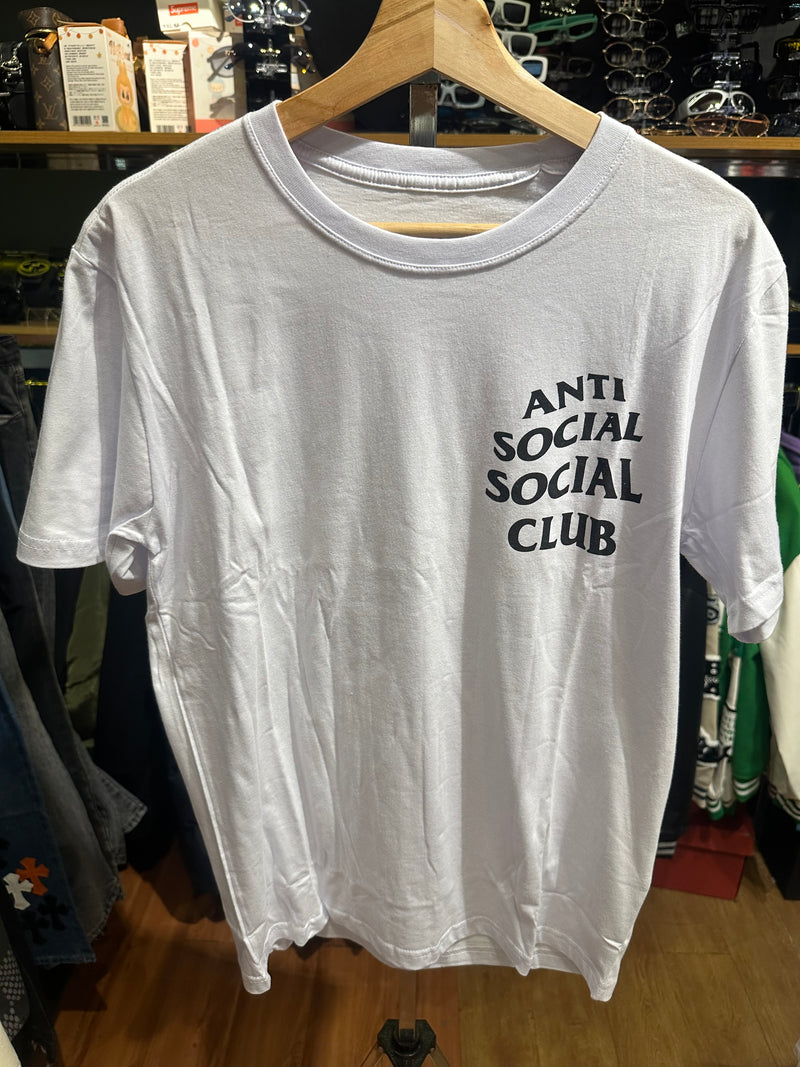 Supreme
ANTI
SOCIAL
SOCIAL
CLUB